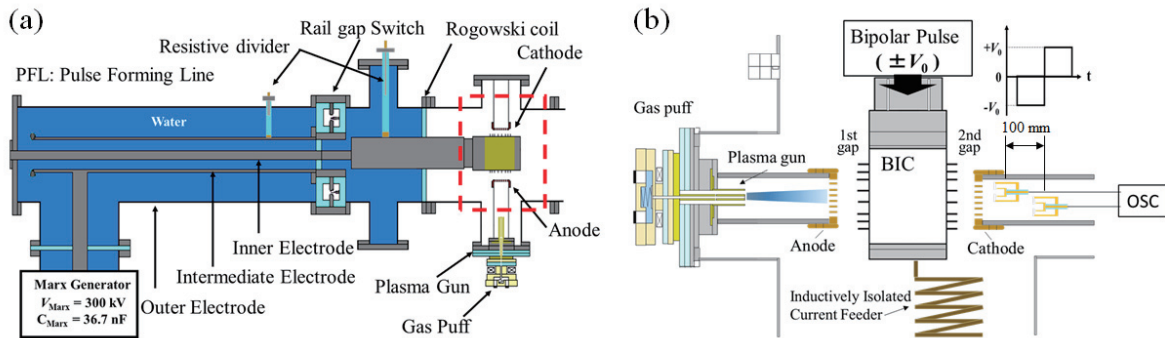 (a)
Resistive divider
Rail gap Switch
Rogowski coil
Cathode
PFL: Pulse Forming Line
Water
Inner Electrode
Intermediate Electrode
Outer Electrode
Anode
Plasma Gun
Gas Puff
Marx Generator
V_Marx = 300 kV
C_Marx = 36.7 nF
(b)
Bipolar Pulse
( ±V₀ )
+V₀
0
t
-V₀
Gas puff
Plasma gun
1st gap
BIC
2nd gap
100 mm
OSC
Anode
Cathode
Inductively Isolated
Current Feeder